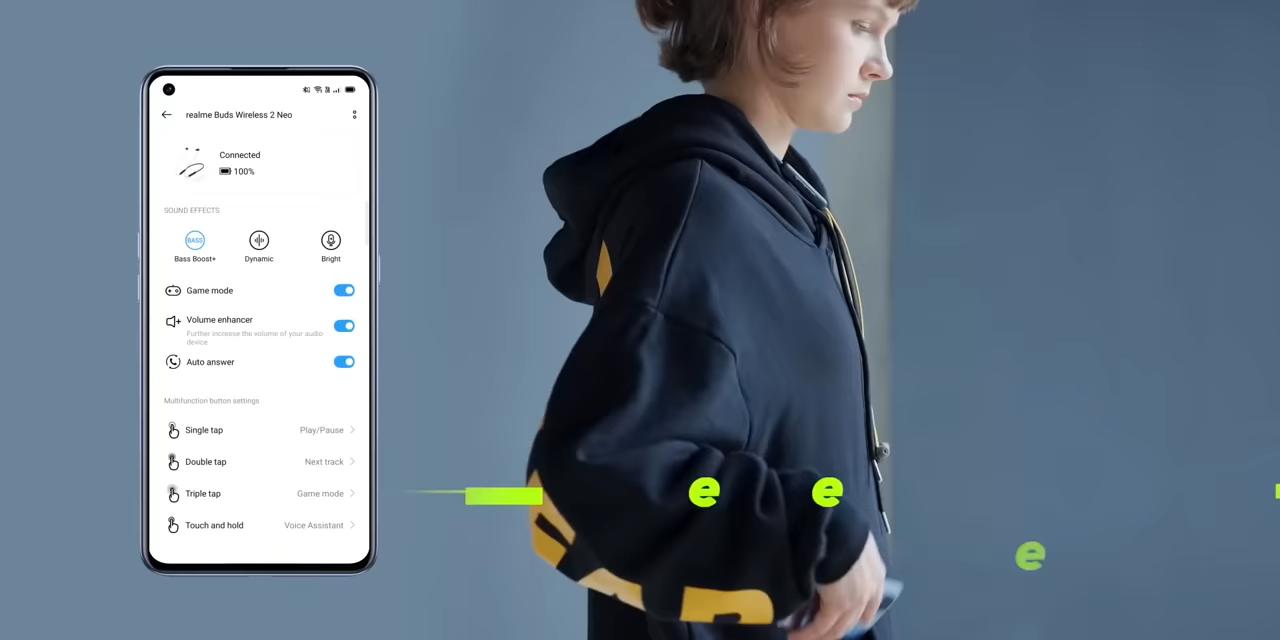 realme Buds Wireless 2 Neo
Connected
100%
SOUND EFFECTS
BASS
Bass Boost+
Dynamic
Bright
Game mode
Volume enhancer
Further increase the volume of your audio
device
Auto answer
Multifunction button settings
Single tap Play/Pause
Double tap Next track
Triple tap Game mode
Touch and hold Voice Assistant
e e
e